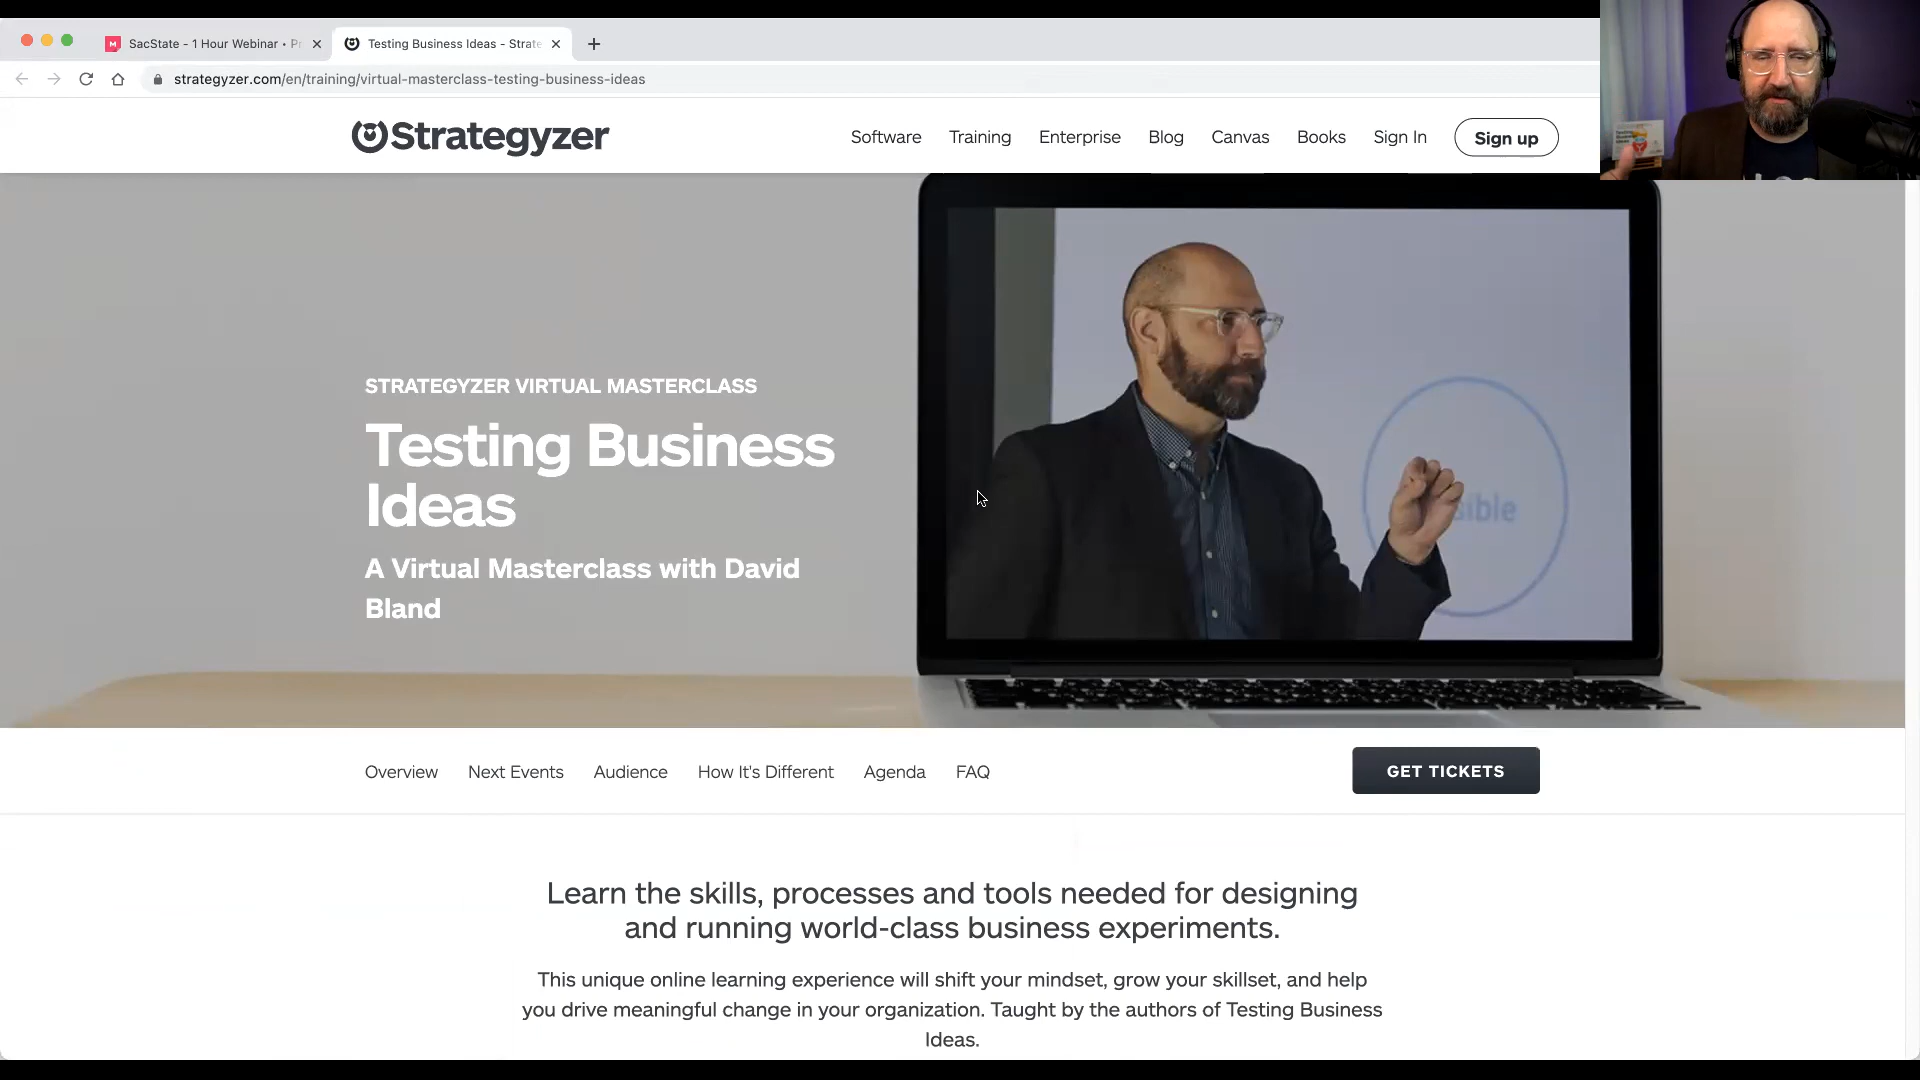 SacState - 1 Hour Webinar • Pr
Testing Business Ideas - Strate
strategyzer.com/en/training/virtual-masterclass-testing-business-ideas
Strategyzer
Software Training Enterprise Blog Canvas Books Sign In Sign up
STRATEGYZER VIRTUAL MASTERCLASS
Testing Business
Ideas
A Virtual Masterclass with David
Bland
sible
Overview Next Events Audience How It's Different Agenda FAQ GET TICKETS
Learn the skills, processes and tools needed for designing
and running world-class business experiments.
This unique online learning experience will shift your mindset, grow your skillset, and help
you drive meaningful change in your organization. Taught by the authors of Testing Business
Ideas.